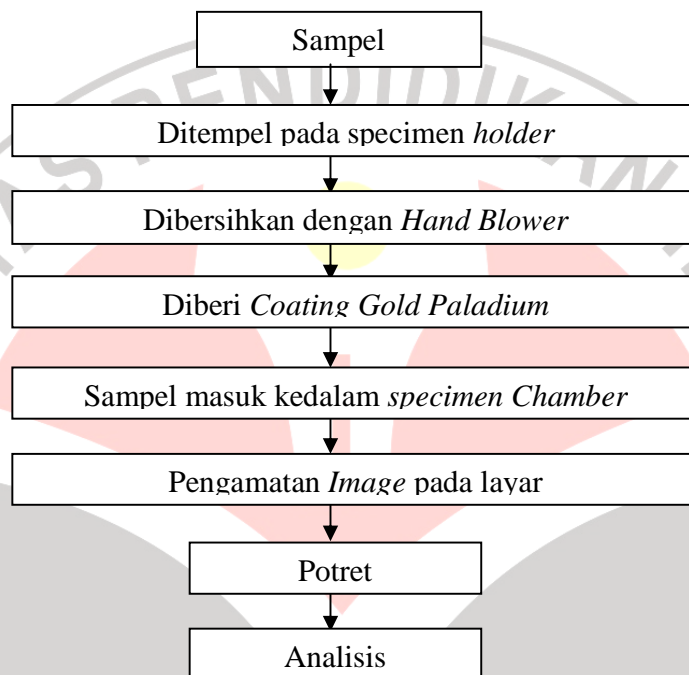 Sampel
Ditempel pada specimen holder
Dibersihkan dengan Hand Blower
Diberi Coating Gold Paladium
Sampel masuk kedalam specimen Chamber
Pengamatan Image pada layar
Potret
Analisis